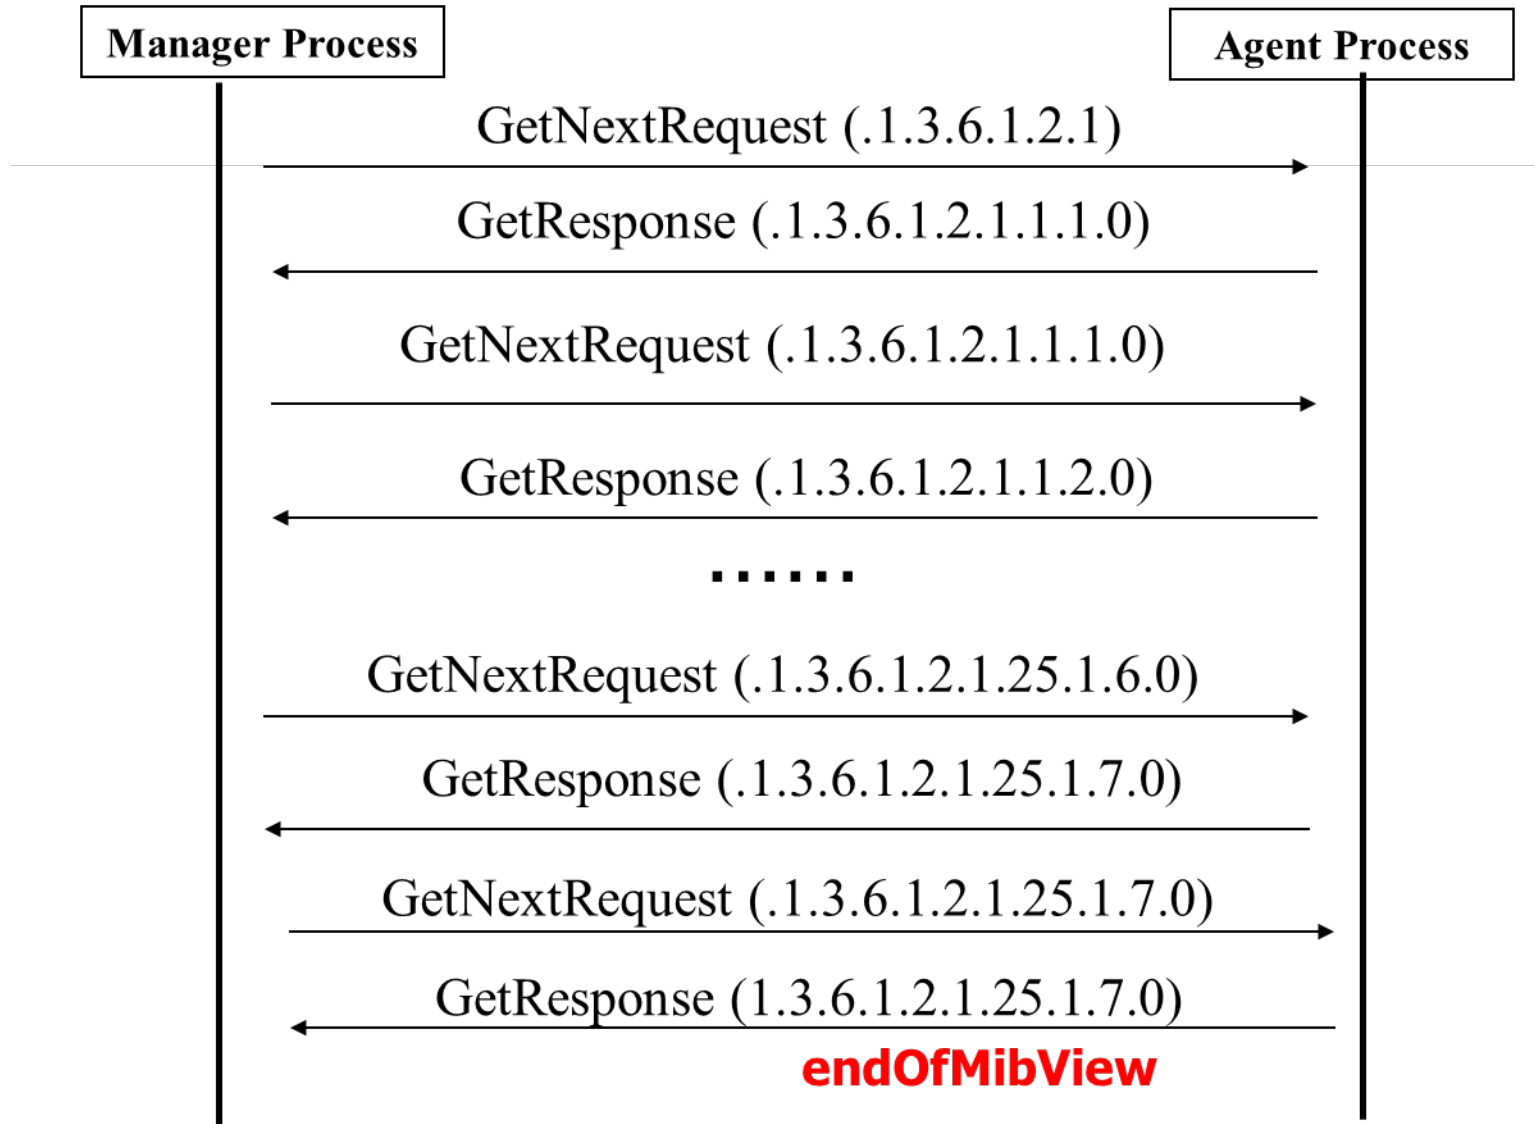 Manager Process
Agent Process
GetNextRequest (.1.3.6.1.2.1)
GetResponse (.1.3.6.1.2.1.1.1.0)
GetNextRequest (.1.3.6.1.2.1.1.1.0)
GetResponse (.1.3.6.1.2.1.1.2.0)
......
GetNextRequest (.1.3.6.1.2.1.25.1.6.0)
GetResponse (.1.3.6.1.2.1.25.1.7.0)
GetNextRequest (.1.3.6.1.2.1.25.1.7.0)
GetResponse (1.3.6.1.2.1.25.1.7.0)
endOfMibView